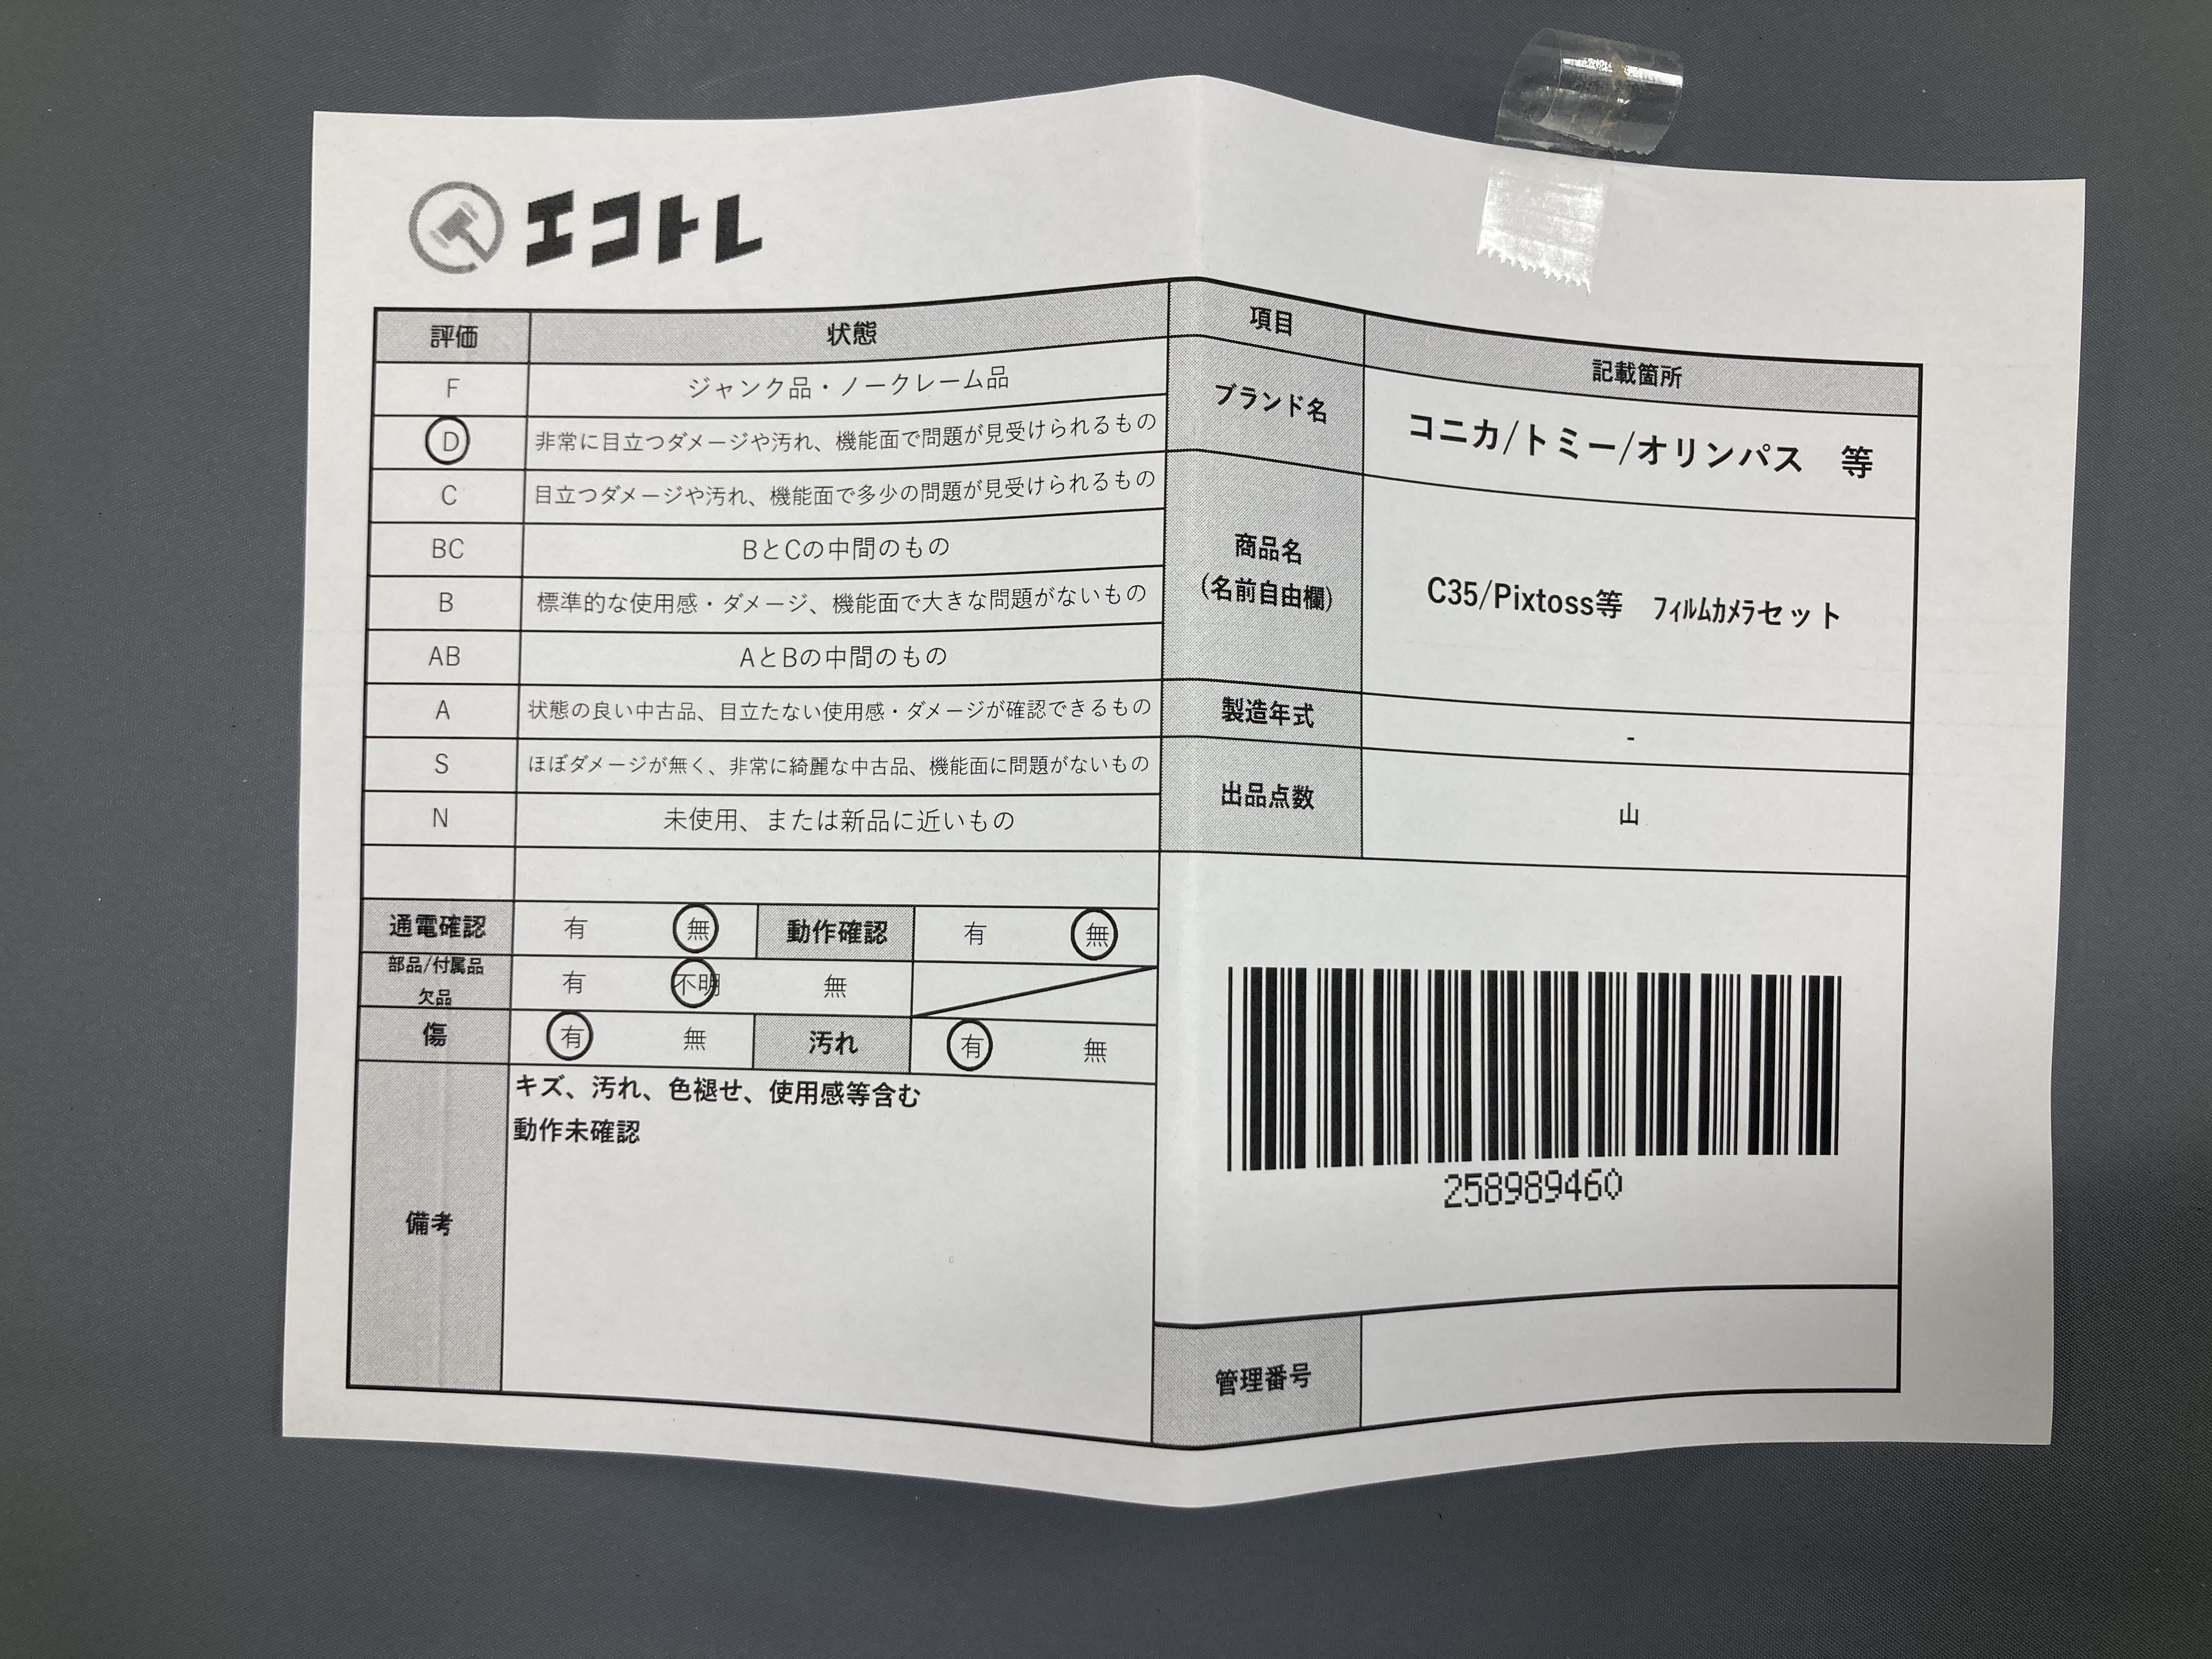 エコトレ
評価 状態
F ジャンク品・ノークレーム品
D 非常に目立つダメージや汚れ、機能面で問題が見受けられるもの
C 目立つダメージや汚れ、機能面で多少の問題が見受けられるもの
BC BとCの中間のもの
B 標準的な使用感・ダメージ、機能面で大きな問題がないもの
AB AとBの中間のもの
A 状態の良い中古品、目立たない使用感・ダメージが確認できるもの
S ほぼダメージが無く、非常に綺麗な中古品、機能面に問題がないもの
N 未使用、または新品に近いもの
通電確認 有 無 動作確認 有 無
部品/付属品
欠品 有 不明 無
傷 有 無 汚れ 有 無
備考
キズ、汚れ、色褪せ、使用感等含む
動作未確認
項目 記載箇所
ブランド名 コニカ/トミー/オリンパス 等
商品名
(名前自由欄)
C35/Pixtoss等 ﾌｨﾙﾑｶﾒﾗセット
製造年式 -
出品点数 山
258989460
管理番号